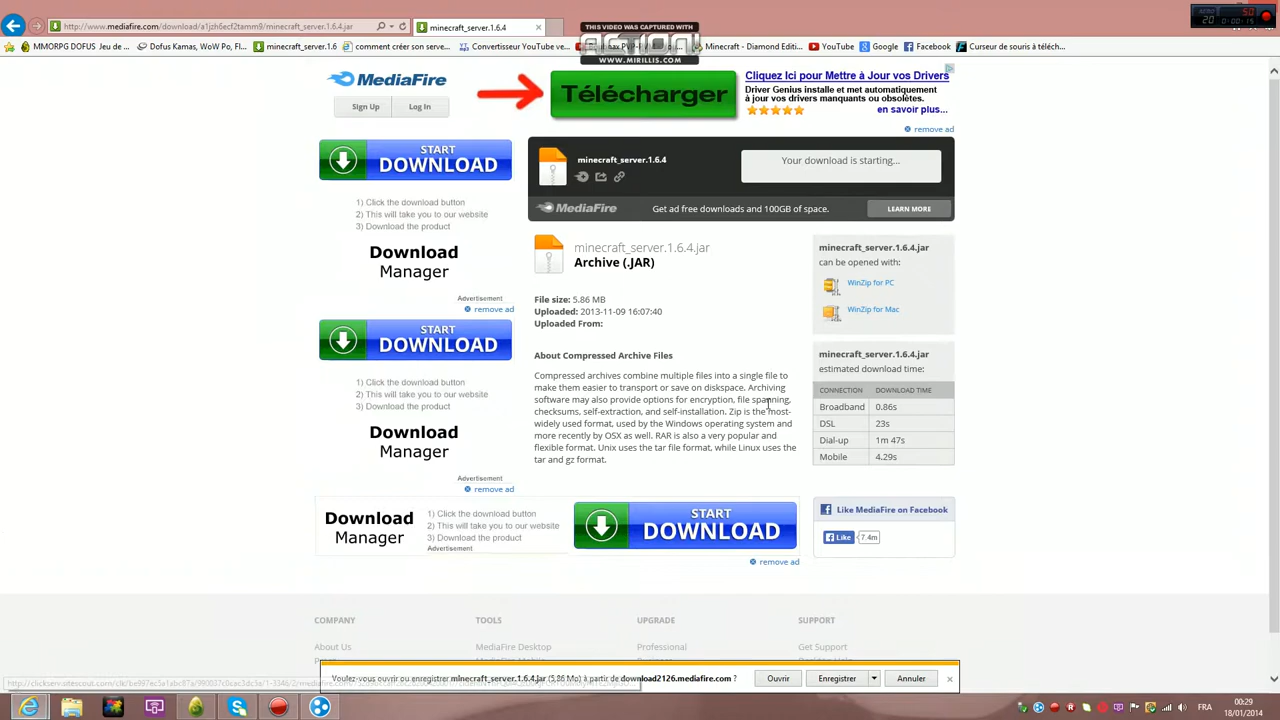 http://www.mediafire.com/download/a1jzh6ecf2tamm9/minecraft_server.1.6.4.jar
minecraft_server.1.6.4
THIS VIDEO WAS CAPTURED WITH
ACTION!
WWW.MIRILLIS.COM
20
50
0:00:15
MMORPG DOFUS Jeu de ...
Dofus Kamas, WoW Po, Fl...
minecraft_server.1.6
comment créer son serve...
Convertisseur YouTube ve...
Minecraft - Diamond Editi...
YouTube
Google
Facebook
Curseur de souris à téléch...
MediaFire
Sign Up
Log In
Télécharger
Cliquez Ici pour Mettre à Jour vos Drivers
Driver Genius installe et met automatiquement
à jour vos drivers manquants ou obsolètes.
en savoir plus...
remove ad
START
DOWNLOAD
1) Click the download button
2) This will take you to our website
3) Download the product
Download
Manager
Advertisement
remove ad
minecraft_server.1.6.4
Your download is starting...
MediaFire
Get ad free downloads and 100GB of space.
LEARN MORE
minecraft_server.1.6.4.jar
Archive (.JAR)
File size: 5.86 MB
Uploaded: 2013-11-09 16:07:40
Uploaded From:
About Compressed Archive Files
Compressed archives combine multiple files into a single file to
make them easier to transport or save on diskspace. Archiving
software may also provide options for encryption, file spanning,
checksums, self-extraction, and self-installation. Zip is the most-
widely used format, used by the Windows operating system and
more recently by OSX as well. RAR is also a very popular and
flexible format. Unix uses the tar file format, while Linux uses the
tar and gz format.
minecraft_server.1.6.4.jar
can be opened with:
WinZip for PC
WinZip for Mac
minecraft_server.1.6.4.jar
estimated download time:
CONNECTION DOWNLOAD TIME
Broadband 0.86s
DSL 23s
Dial-up 1m 47s
Mobile 4.29s
START
DOWNLOAD
1) Click the download button
2) This will take you to our website
3) Download the product
Download
Manager
Advertisement
remove ad
Download
Manager
1) Click the download button
2) This will take you to our website
3) Download the product
Advertisement
START
DOWNLOAD
remove ad
Like MediaFire on Facebook
Like
7.4m
COMPANY
TOOLS
UPGRADE
SUPPORT
About Us
MediaFire Desktop
Professional
Get Support
Voulez-vous ouvrir ou enregistrer minecraft_server.1.6.4.jar (5,86 Mo) à partir de download2126.mediafire.com ?
Ouvrir
Enregistrer
Annuler
FRA
00:29
18/01/2014